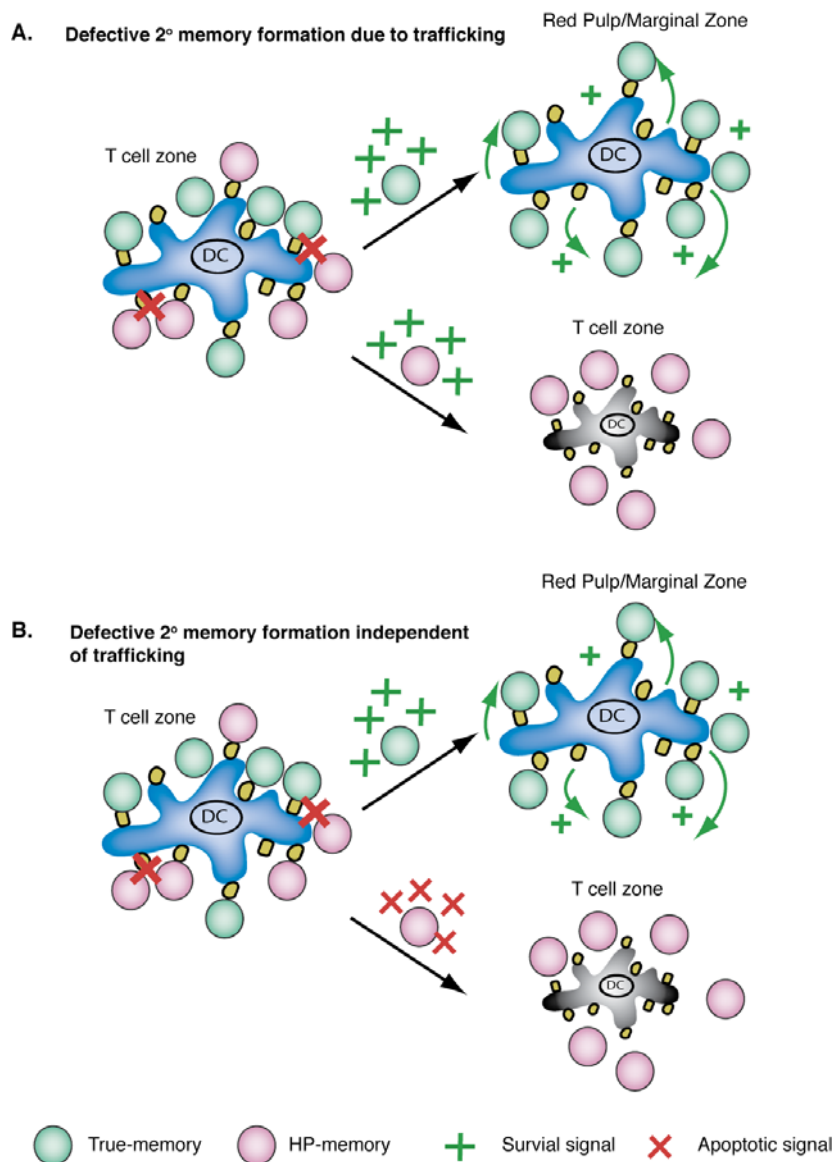 A. Defective 2º memory formation due to trafficking
Red Pulp/Marginal Zone
T cell zone
DC
DC
T cell zone
DC
Red Pulp/Marginal Zone
B. Defective 2º memory formation independent
of trafficking
T cell zone
DC
DC
T cell zone
DC
True-memory HP-memory Survial signal Apoptotic signal